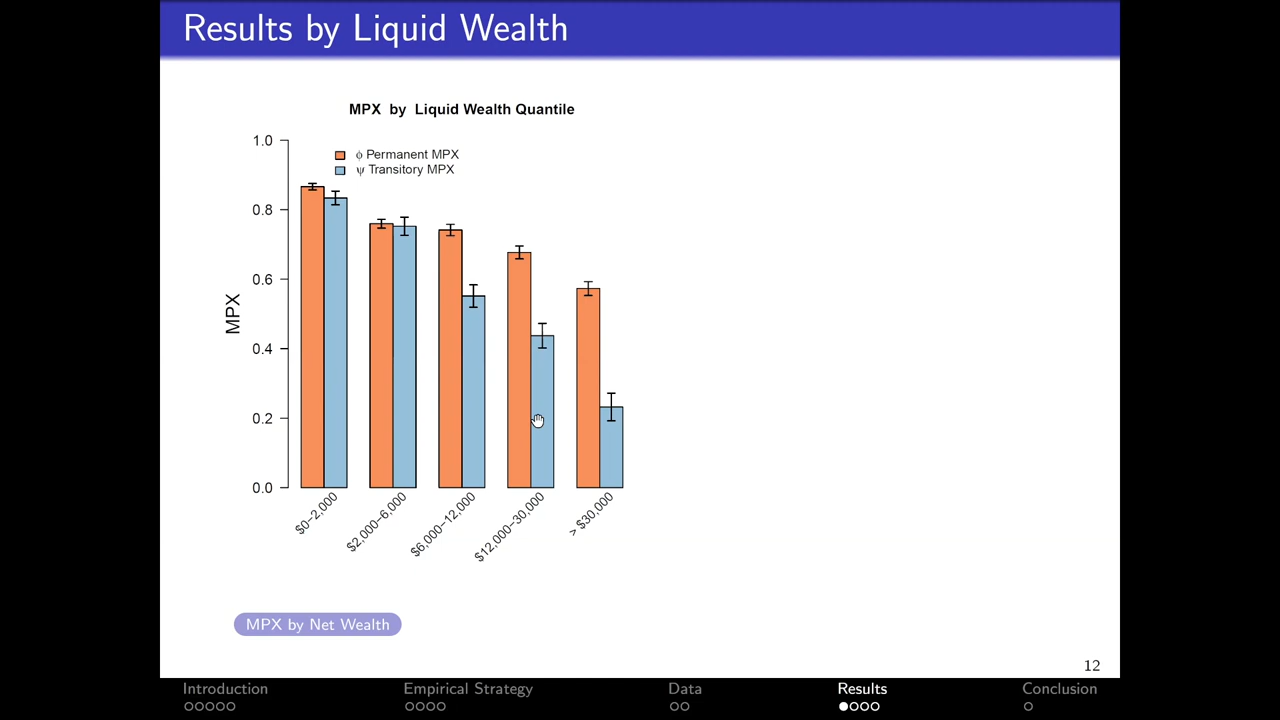 Results by Liquid Wealth
MPX by Liquid Wealth Quantile
ϕ Permanent MPX
ψ Transitory MPX
1.0
0.8
0.6
0.4
0.2
0.0
MPX
$0−2,000
$2,000−6,000
$6,000−12,000
$12,000−30,000
> $30,000
MPX by Net Wealth
12
Introduction
Empirical Strategy
Data
Results
Conclusion